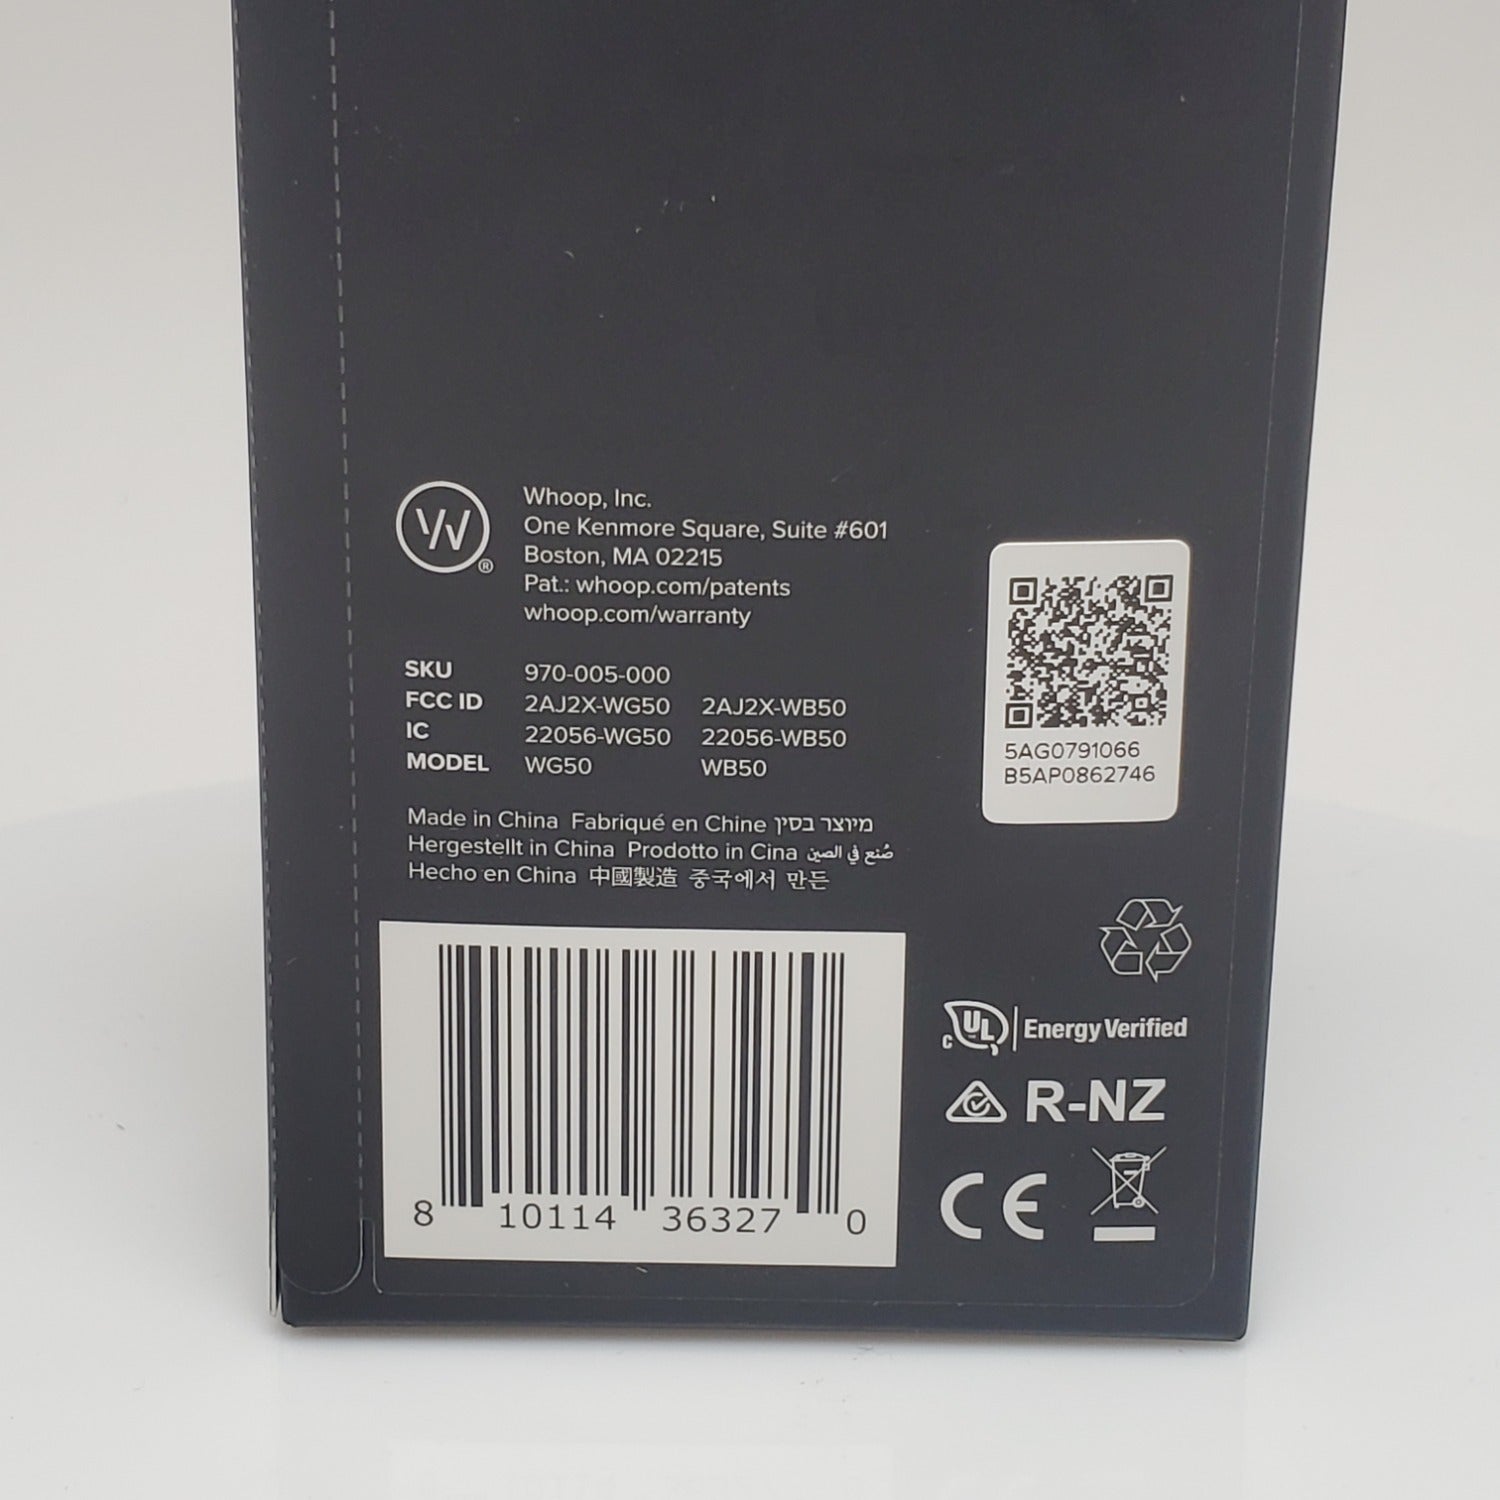 Whoop, Inc.
One Kenmore Square, Suite #601
Boston, MA 02215
Pat.: whoop.com/patents
whoop.com/warranty
W ®
SKU 970-005-000
FCC ID 2AJ2X-WG50 2AJ2X-WB50
IC 22056-WG50 22056-WB50
MODEL WG50 WB50
Made in China Fabriqué en Chine מיוצר בסין
Hergestellt in China Prodotto in Cina صُنع في الصين
Hecho en China 中國製造 중국에서 만든
5AG0791066
B5AP0862746
8 10114 36327 0
c UL Energy Verified
R-NZ
CE